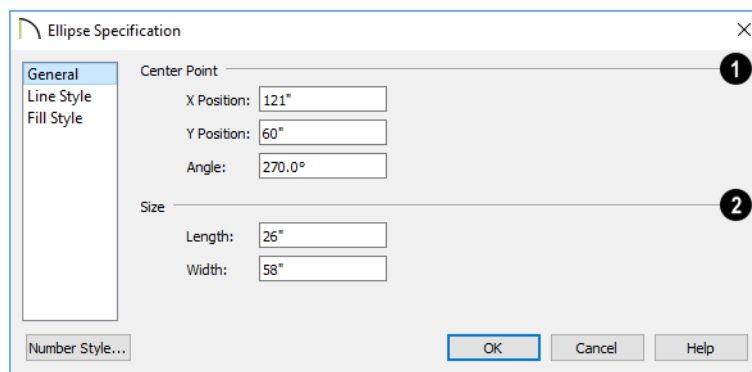 Ellipse Specification
General
Line Style
Fill Style
Center Point
1
X Position: 121"
Y Position: 60"
Angle: 270.0°
Size
2
Length: 26"
Width: 58"
Number Style...
OK
Cancel
Help